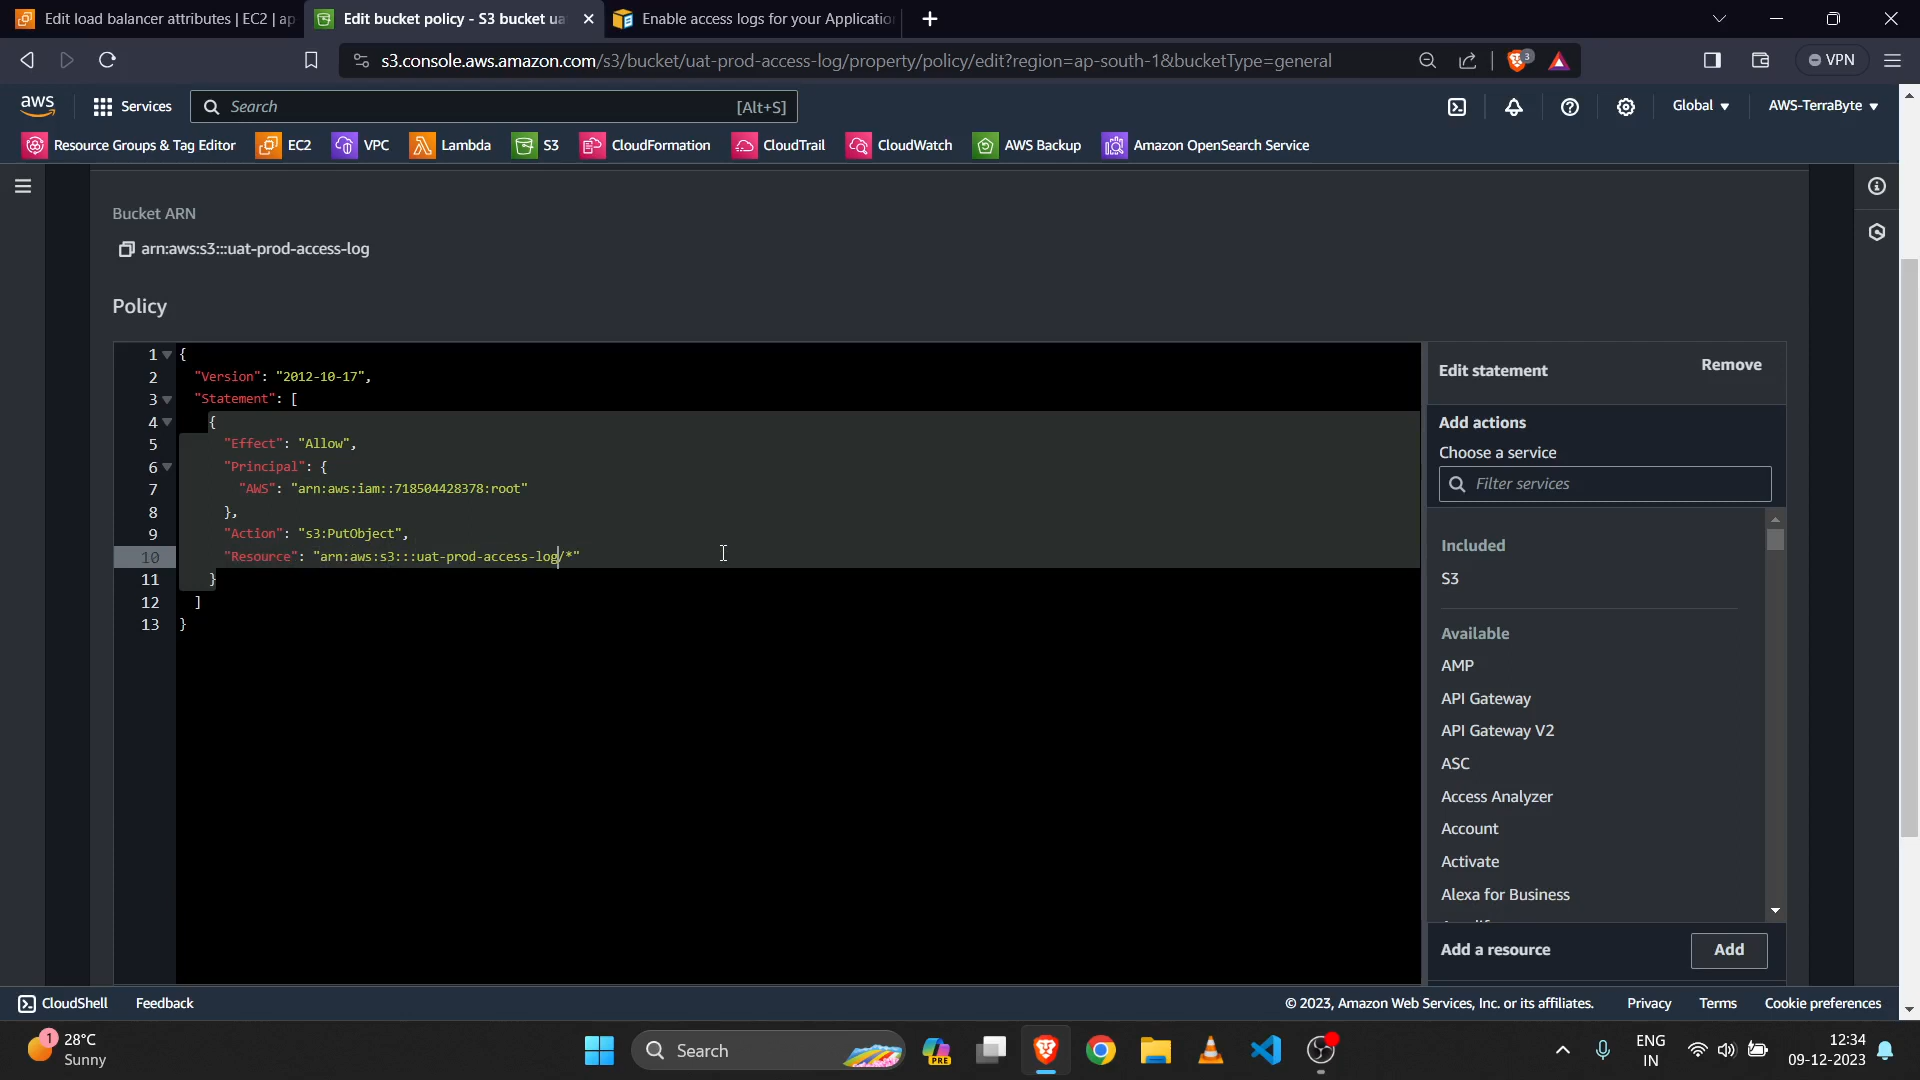 Edit load balancer attributes | EC2 | ap
Edit bucket policy - S3 bucket ua
Enable access logs for your Applicatio
s3.console.aws.amazon.com/s3/bucket/uat-prod-access-log/property/policy/edit?region=ap-south-1&bucketType=general
3
VPN
aws
Services
Search
[Alt+S]
Global
AWS-TerraByte
Resource Groups & Tag Editor
EC2
VPC
Lambda
S3
CloudFormation
CloudTrail
CloudWatch
AWS Backup
Amazon OpenSearch Service
Bucket ARN
arn:aws:s3:::uat-prod-access-log
Policy
1 {
2 "Version": "2012-10-17",
3 "Statement": [
4 {
5 "Effect": "Allow",
6 "Principal": {
7 "AWS": "arn:aws:iam::718504428378:root"
8 },
9 "Action": "s3:PutObject",
10 "Resource": "arn:aws:s3:::uat-prod-access-log/*"
11 }
12 ]
13 }
Edit statement
Remove
Add actions
Choose a service
Filter services
Included
S3
Available
AMP
API Gateway
API Gateway V2
ASC
Access Analyzer
Account
Activate
Alexa for Business
Add a resource
Add
CloudShell
Feedback
© 2023, Amazon Web Services, Inc. or its affiliates.
Privacy
Terms
Cookie preferences
1
28°C
Sunny
Search
PRE
ENG
IN
12:34
09-12-2023